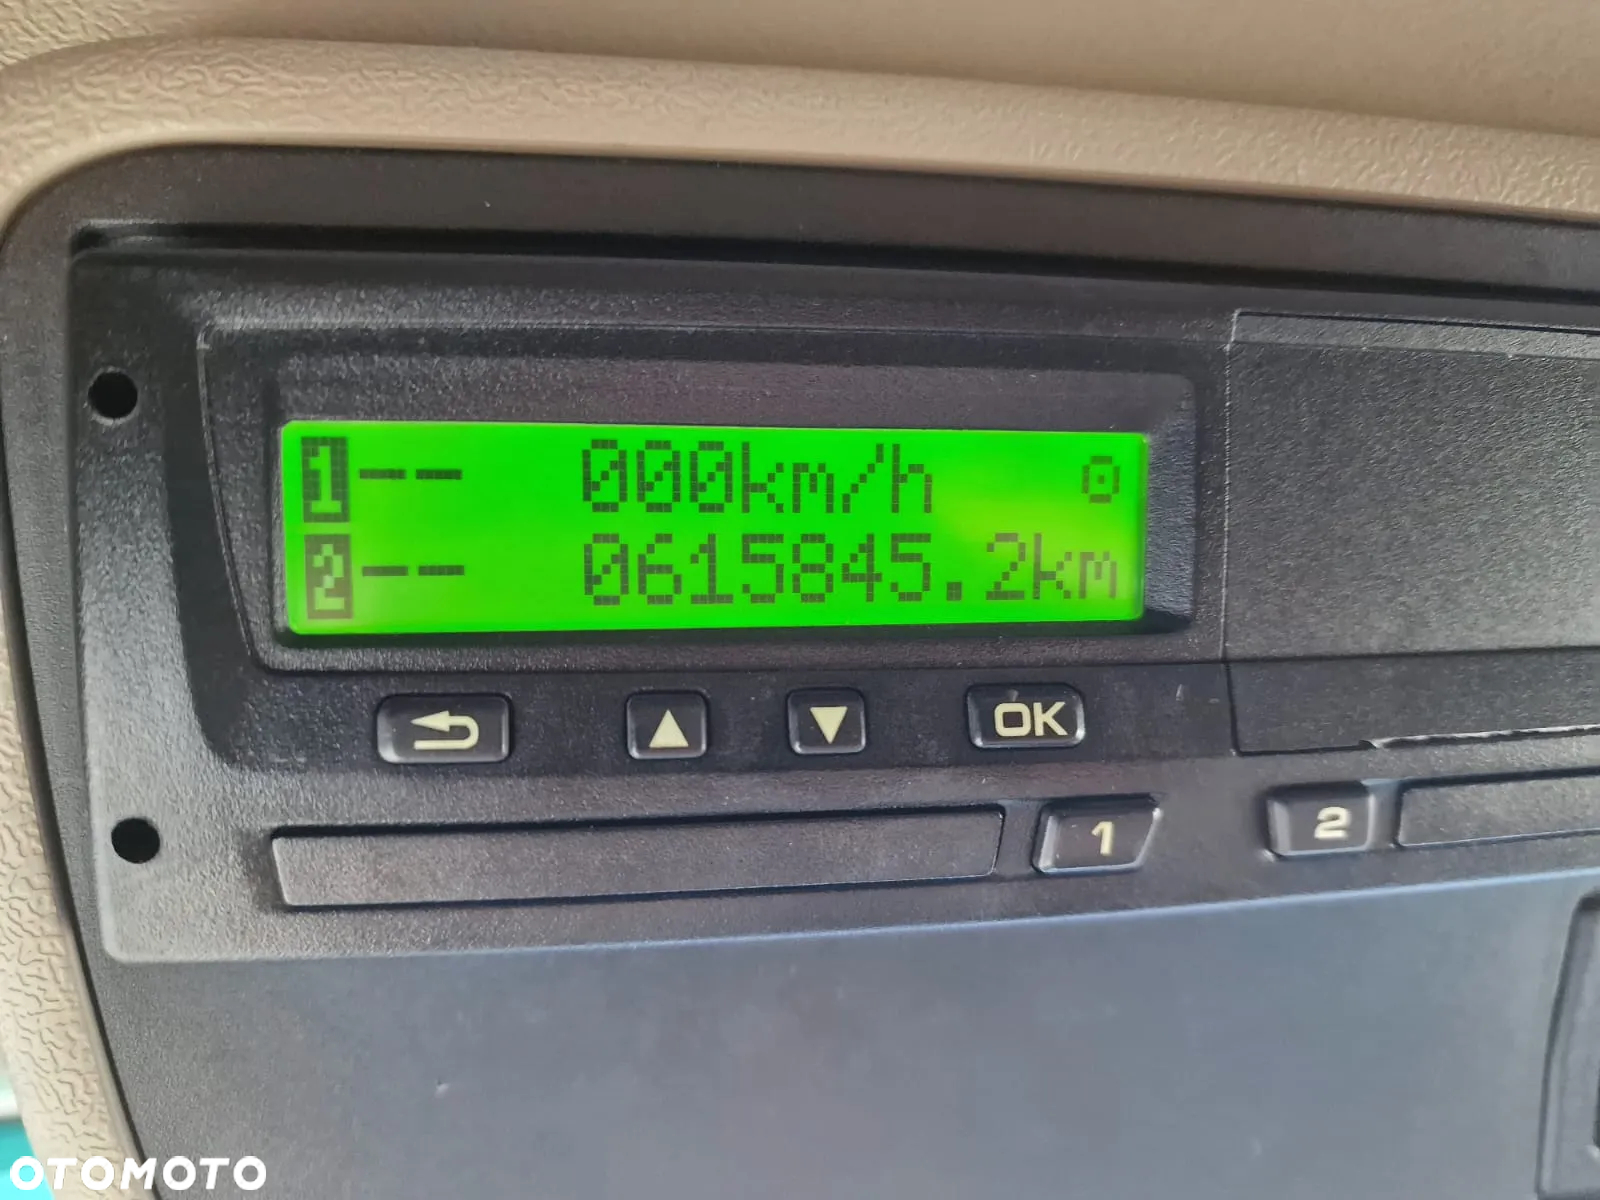 1-- 000km/h
2-- 0615845.2km
OK
1 2
OTOMOTO